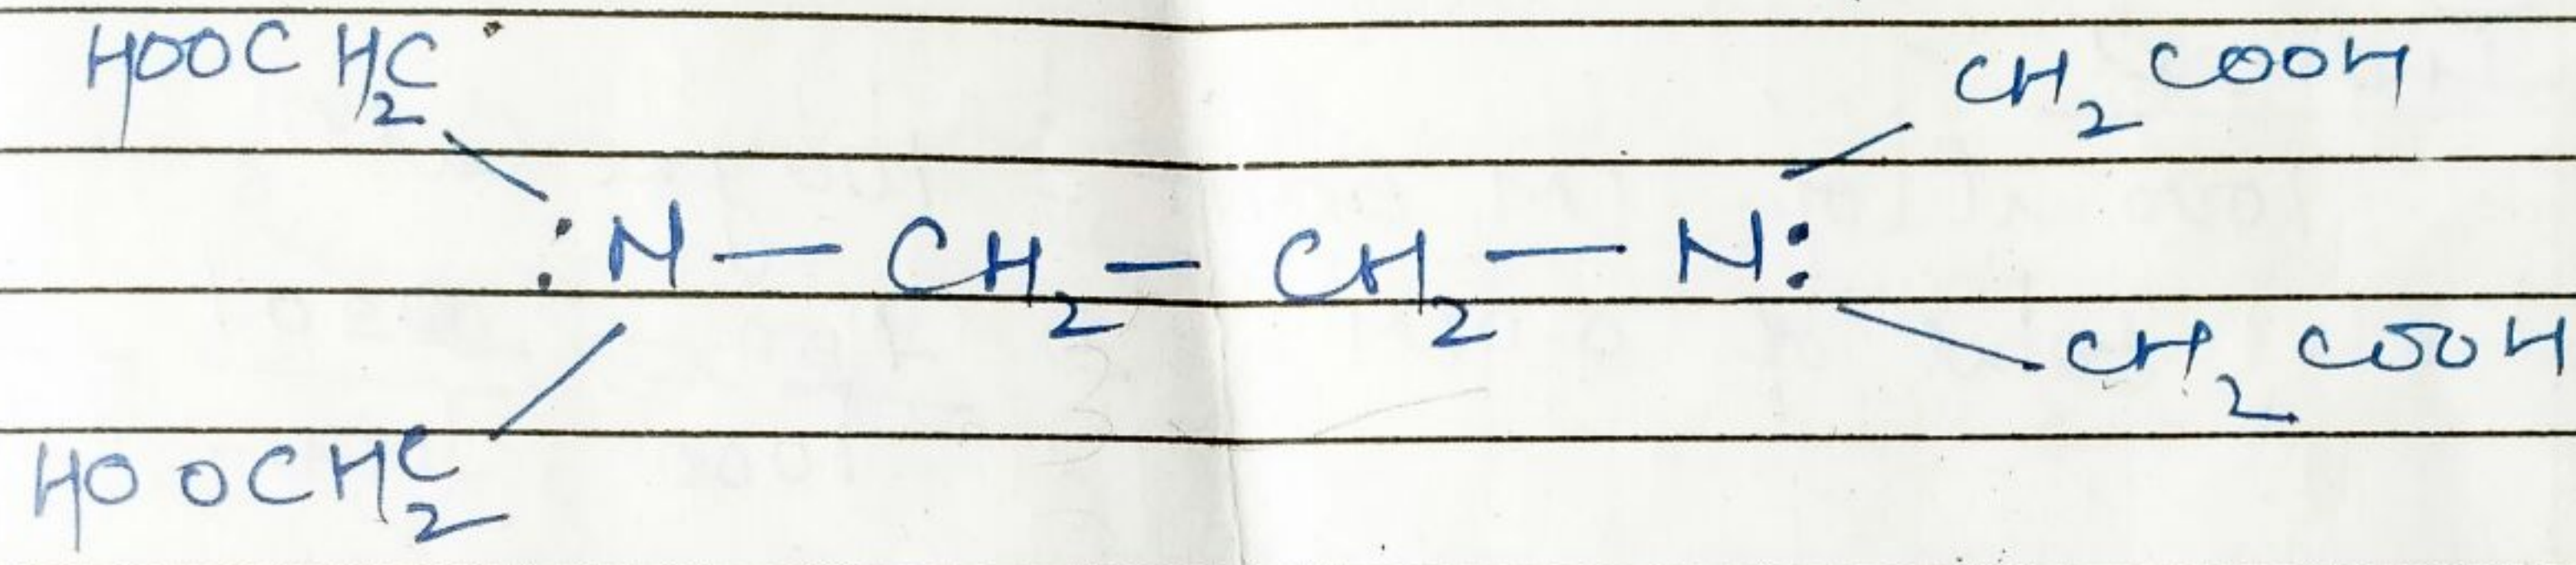 HOOC H2C CH2 COOH
:N — CH2 — CH2 — N:
HOOCH2C CH2 COOH